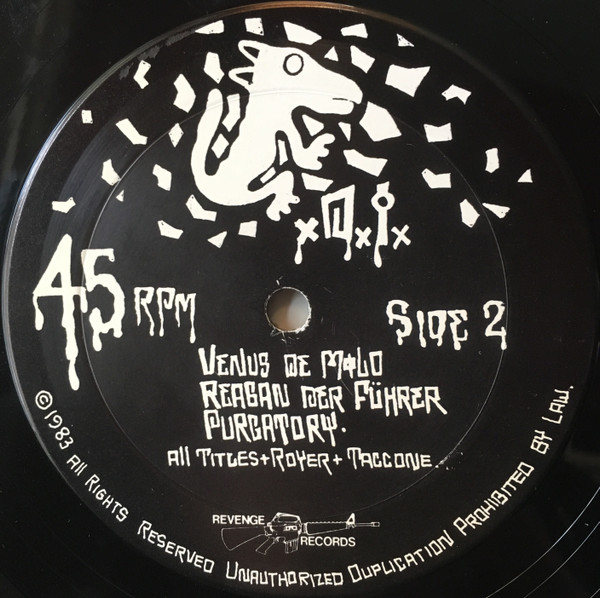 xA.i.x
45 RPM
SIDE 2
VENUS DE MILO
REAGAN DER FÜHRER
PURGATORY.
All TITLES+ROYER+TACCONE.
REVENGE
RECORDS
©1983 All RIGHTS RESERVED UNAUTHORIZED DUPLICATION PROHIBITED BY LAW.